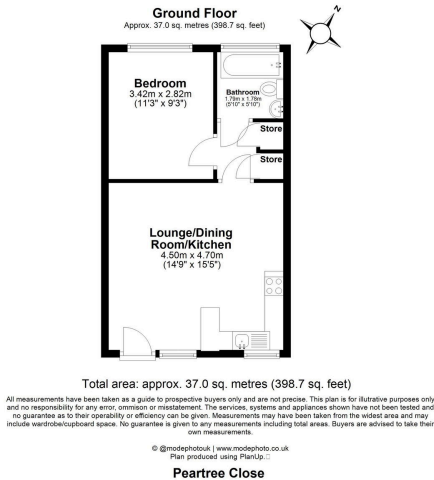 Ground Floor
Approx. 37.0 sq. metres (398.7 sq. feet)
N
Bedroom
3.42m x 2.82m
(11'3" x 9'3")
Bathroom
1.79m x 1.78m
(5'10" x 5'10")
Store
Store
Lounge/Dining
Room/Kitchen
4.50m x 4.70m
(14'9" x 15'5")
Total area: approx. 37.0 sq. metres (398.7 sq. feet)
All measurements have been taken as a guide to prospective buyers only and are not precise. This plan is for illutrative purposes only
and no responsibility for any error, ommison or misstatement. The services, systems and appliances shown have not been tested and
no guarantee as to their operability or efficiency can be given. Measurements may have been taken from the widest area and may
include wardrobe/cupboard space. No guarantee is given to any measurements including total areas. Buyers are advised to take their
own measurements.
© @modephotouk | www.modephoto.co.uk
Plan produced using PlanUp.
Peartree Close